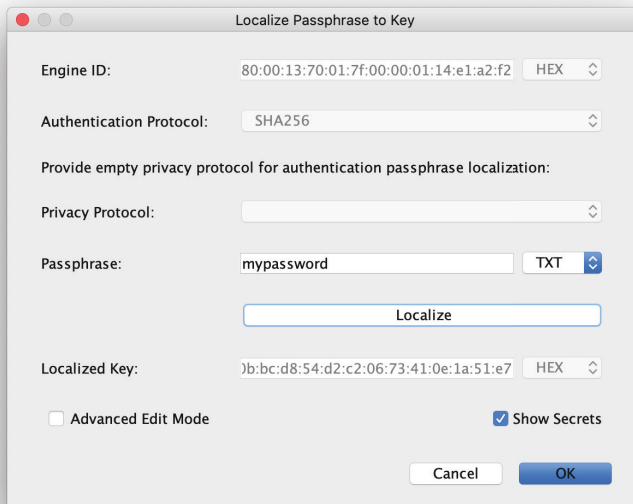 Localize Passphrase to Key
Engine ID: 80:00:13:70:01:7f:00:00:01:14:e1:a2:f2 HEX
Authentication Protocol: SHA256
Provide empty privacy protocol for authentication passphrase localization:
Privacy Protocol:
Passphrase: mypassword TXT
Localize
Localized Key: )b:bc:d8:54:d2:c2:06:73:41:0e:1a:51:e7 HEX
Advanced Edit Mode Show Secrets
Cancel OK